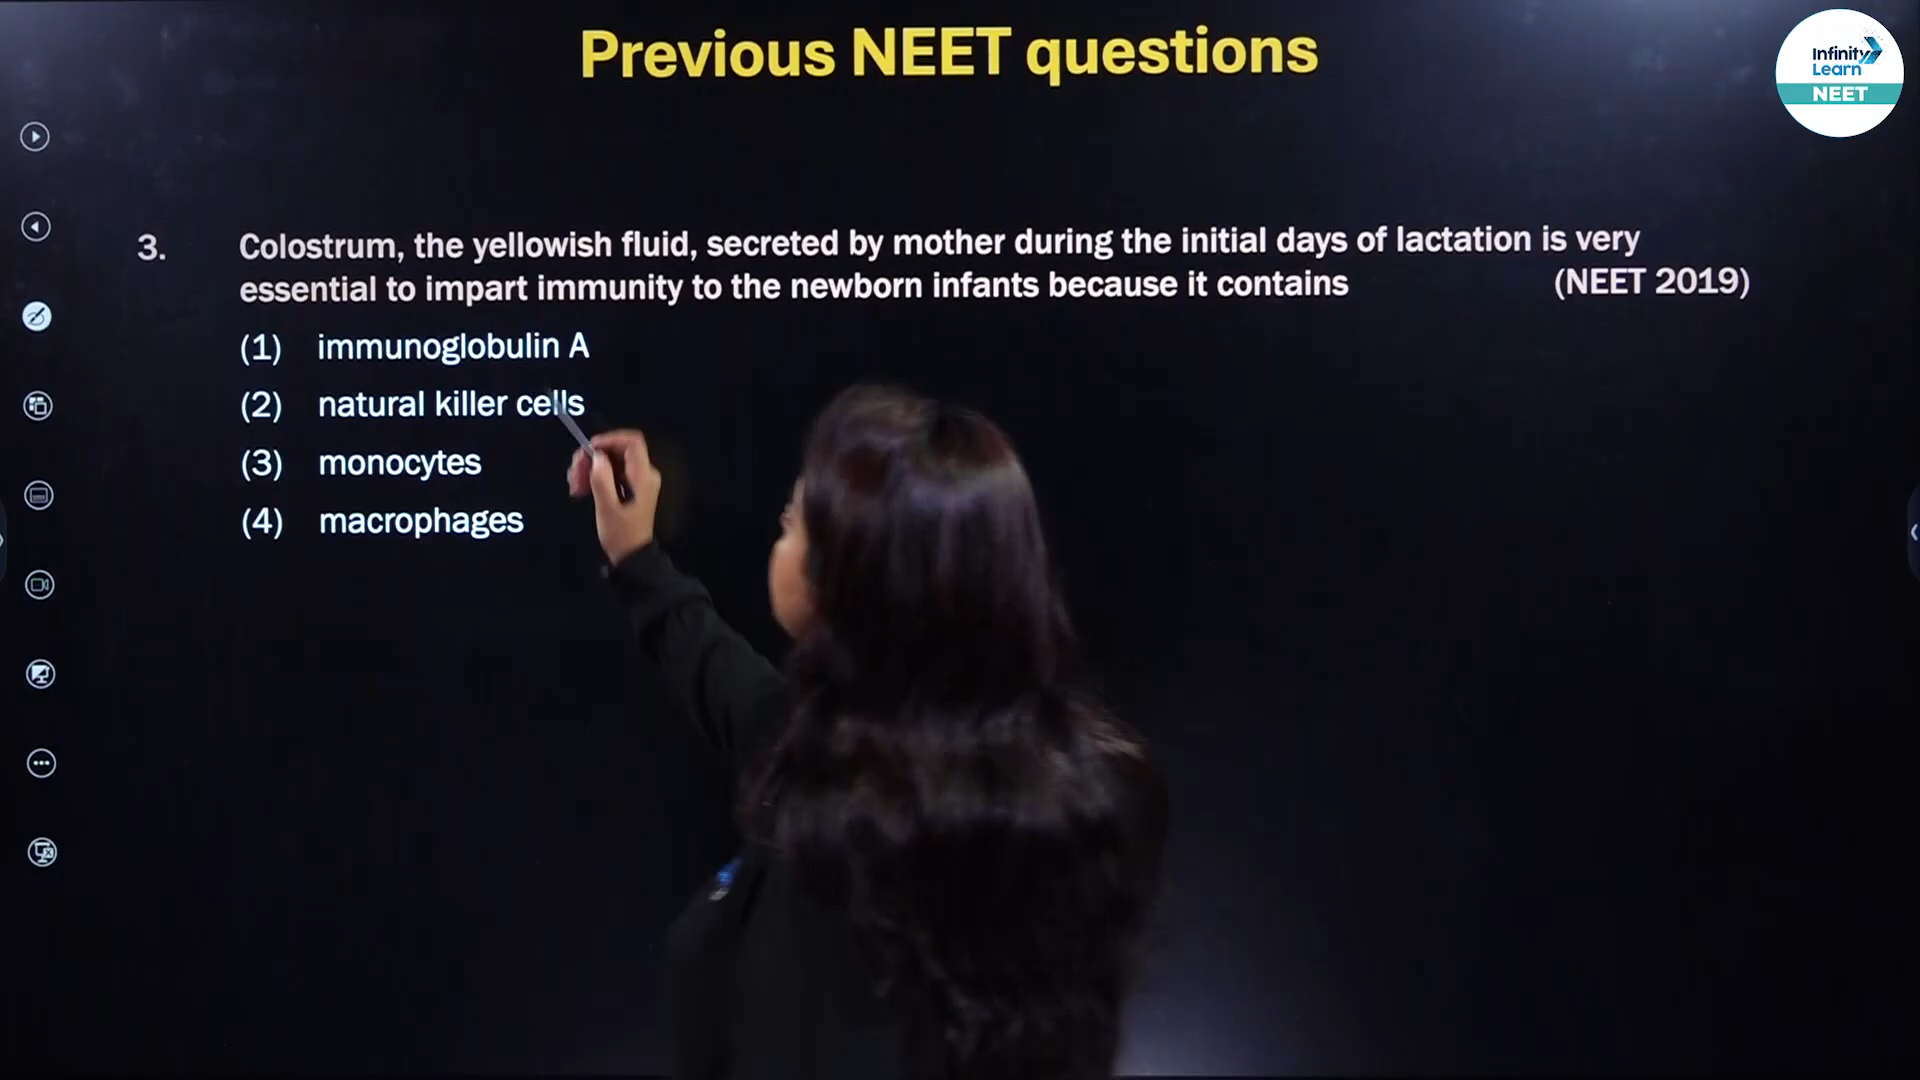 Previous NEET questions
Infinity
Learn
NEET
3. Colostrum, the yellowish fluid, secreted by mother during the initial days of lactation is very
essential to impart immunity to the newborn infants because it contains (NEET 2019)
(1) immunoglobulin A
(2) natural killer cells
(3) monocytes
(4) macrophages